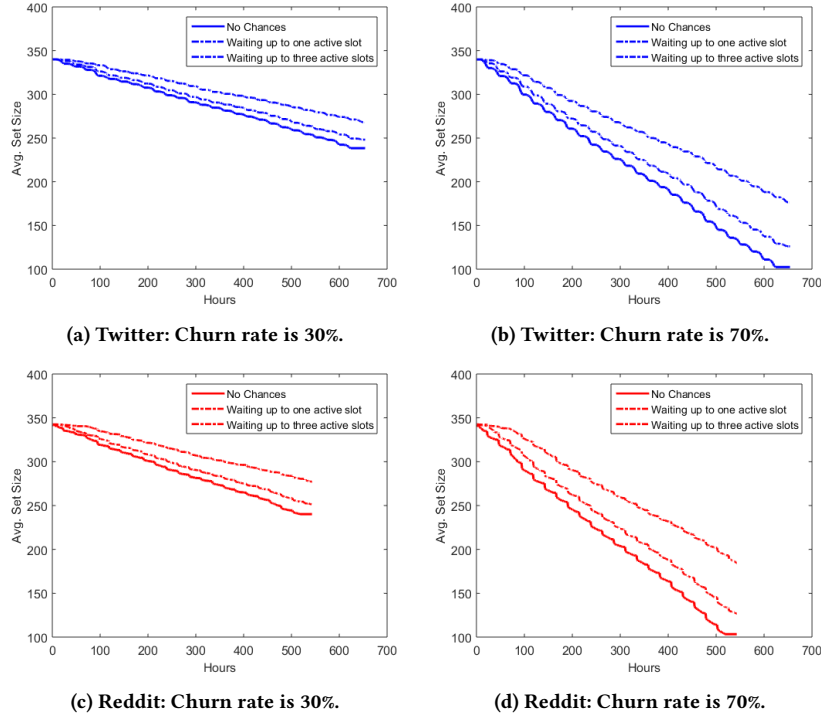 400
350
300
250
200
150
100
Avg. Set Size
0 100 200 300 400 500 600 700
Hours
No Chances
Waiting up to one active slot
Waiting up to three active slots
(a) Twitter: Churn rate is 30%.
400
350
300
250
200
150
100
Avg. Set Size
0 100 200 300 400 500 600 700
Hours
No Chances
Waiting up to one active slot
Waiting up to three active slots
(b) Twitter: Churn rate is 70%.
400
350
300
250
200
150
100
Avg. Set Size
0 100 200 300 400 500 600 700
Hours
No Chances
Waiting up to one active slot
Waiting up to three active slots
(c) Reddit: Churn rate is 30%.
400
350
300
250
200
150
100
Avg. Set Size
0 100 200 300 400 500 600 700
Hours
No Chances
Waiting up to one active slot
Waiting up to three active slots
(d) Reddit: Churn rate is 70%.